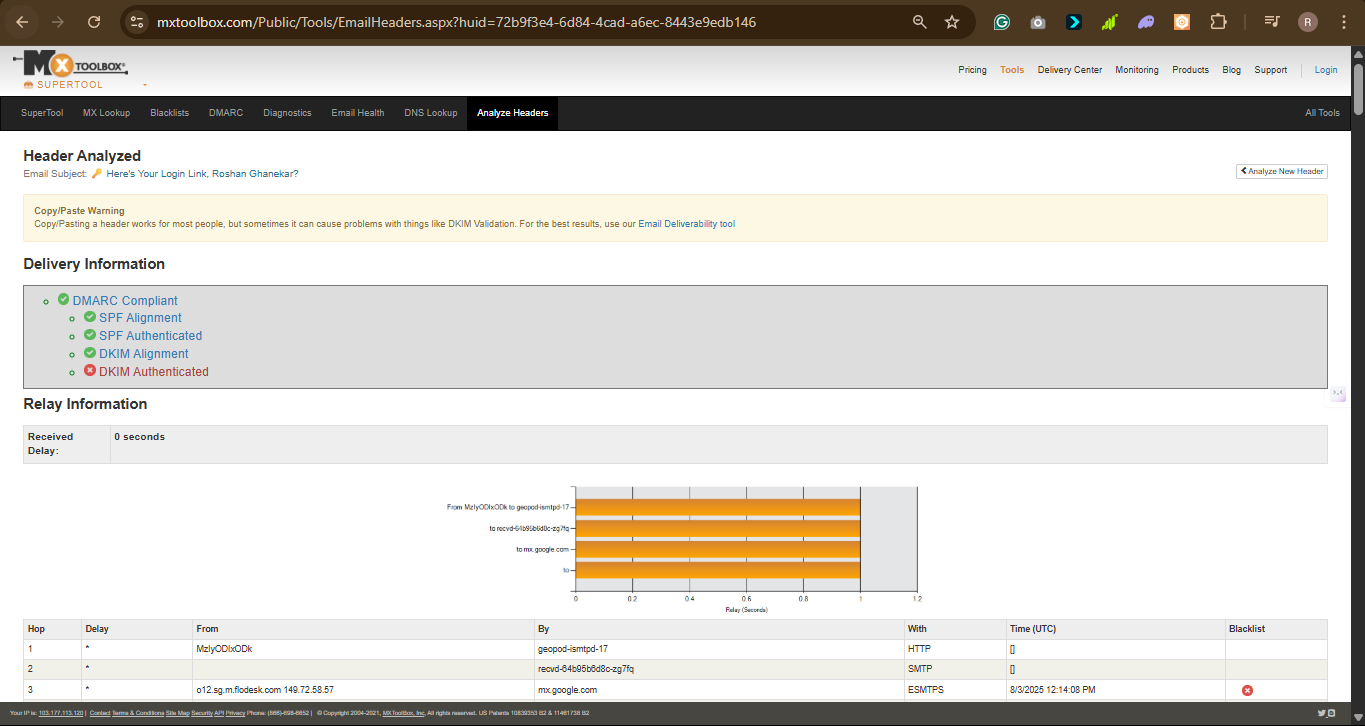 mxtoolbox.com/Public/Tools/EmailHeaders.aspx?huid=72b9f3e4-6d84-4cad-a6ec-8443e9edb146
R
MX TOOLBOX®
SUPERTOOL
Pricing Tools Delivery Center Monitoring Products Blog Support Login
SuperTool MX Lookup Blacklists DMARC Diagnostics Email Health DNS Lookup Analyze Headers All Tools
Header Analyzed
Email Subject: 🔑 Here's Your Login Link, Roshan Ghanekar?
Analyze New Header
Copy/Paste Warning
Copy/Pasting a header works for most people, but sometimes it can cause problems with things like DKIM Validation. For the best results, use our Email Deliverability tool
Delivery Information
DMARC Compliant
SPF Alignment
SPF Authenticated
DKIM Alignment
DKIM Authenticated
Relay Information
Received Delay: 0 seconds
From MzIyODIxODk to geopod-ismtpd-17
to recvd-64b95b6d8c-zg7fq
to mx.google.com
to
0 0.2 0.4 0.6 0.8 1 1.2
Relay (Seconds)
Hop Delay From By With Time (UTC) Blacklist
1 * MzIyODIxODk geopod-ismtpd-17 HTTP []
2 * recvd-64b95b6d8c-zg7fq SMTP []
3 * o12.sg.m.flodesk.com 149.72.58.57 mx.google.com ESMTPS 8/3/2025 12:14:08 PM
Your IP is: 103.177.113.120 | Contact Terms & Conditions Site Map Security API Privacy Phone: (866)-698-6652 | © Copyright 2004-2021, MXToolBox, Inc, All rights reserved. US Patents 10839353 B2 & 11461738 B2